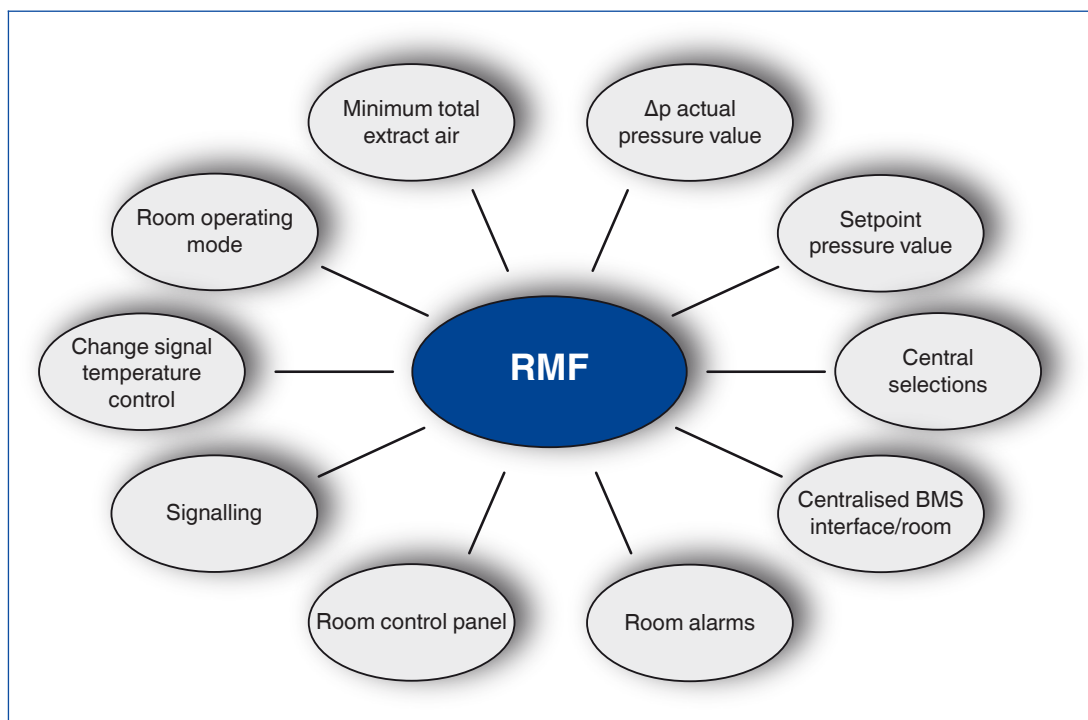 Minimum total
extract air
Δp actual
pressure value
Room operating
mode
Setpoint
pressure value
RMF
Change signal
temperature
control
Central
selections
Signalling
Centralised BMS
interface/room
Room control panel
Room alarms